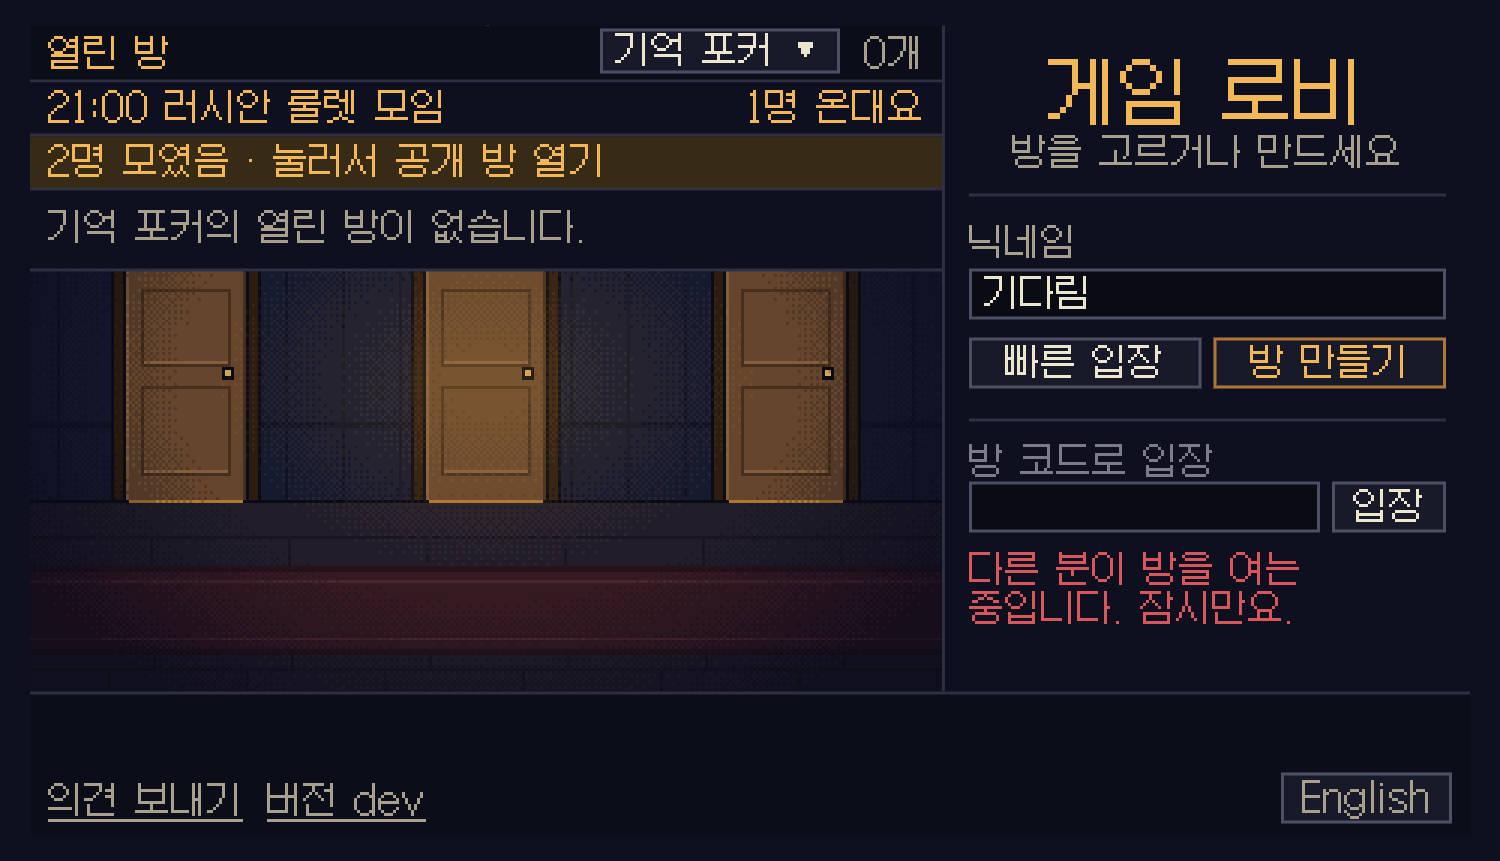 열린 방
기억 포커 ▼
0개
21:00 러시안 룰렛 모임
1명 온대요
2명 모였음 · 눌러서 공개 방 열기
기억 포커의 열린 방이 없습니다.
게임 로비
방을 고르거나 만드세요
닉네임
기다림
빠른 입장
방 만들기
방 코드로 입장
입장
다른 분이 방을 여는
중입니다. 잠시만요.
의견 보내기
버전 dev
English